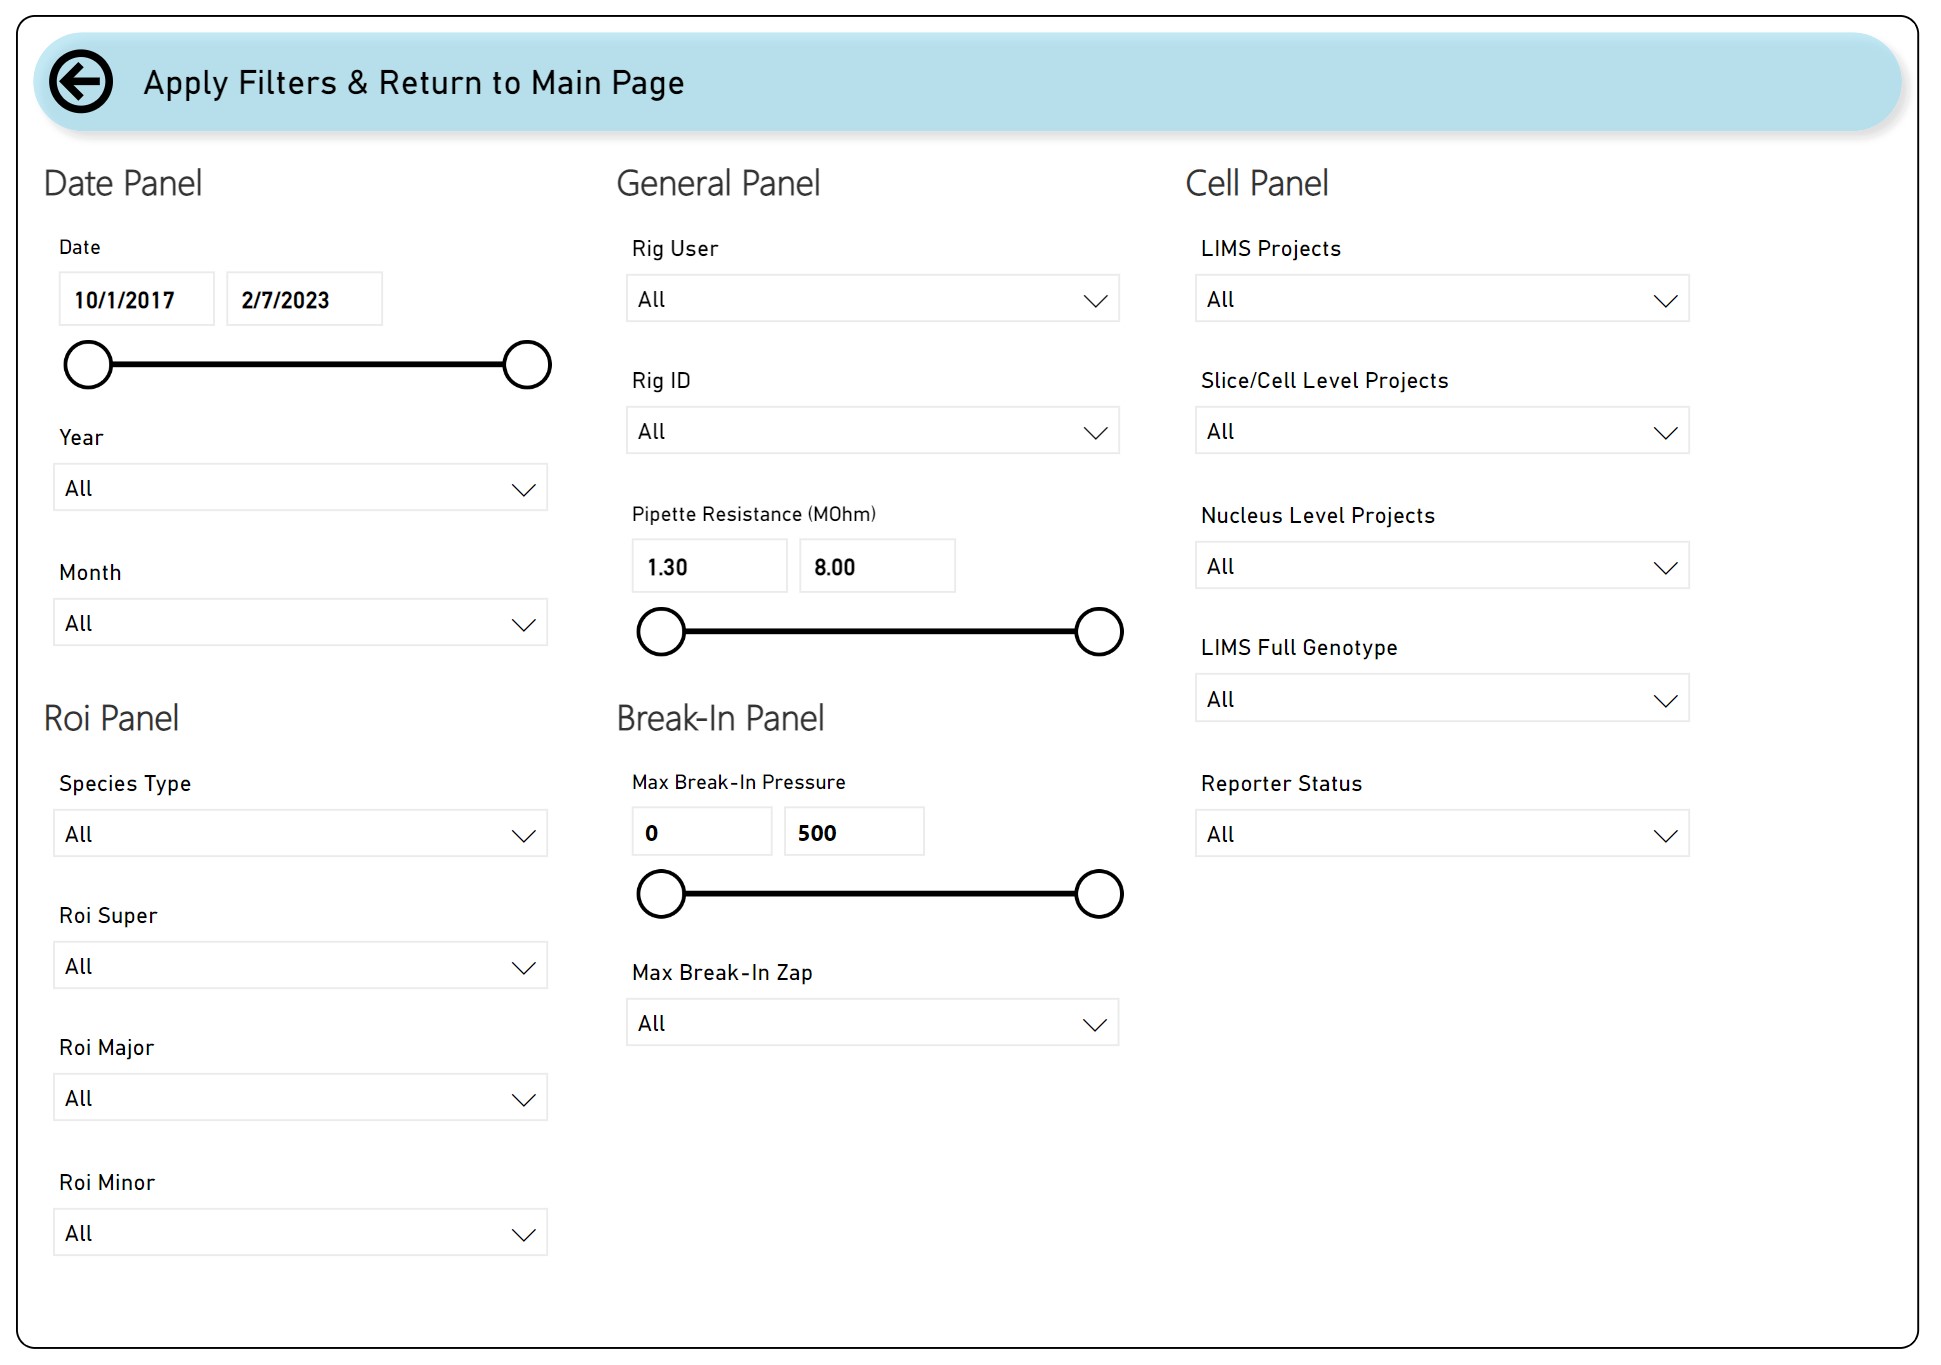 Apply Filters & Return to Main Page
Date Panel
Date
10/1/2017 2/7/2023
Year
All
Month
All
Roi Panel
Species Type
All
Roi Super
All
Roi Major
All
Roi Minor
All
General Panel
Rig User
All
Rig ID
All
Pipette Resistance (MOhm)
1.30 8.00
Break-In Panel
Max Break-In Pressure
0 500
Max Break-In Zap
All
Cell Panel
LIMS Projects
All
Slice/Cell Level Projects
All
Nucleus Level Projects
All
LIMS Full Genotype
All
Reporter Status
All